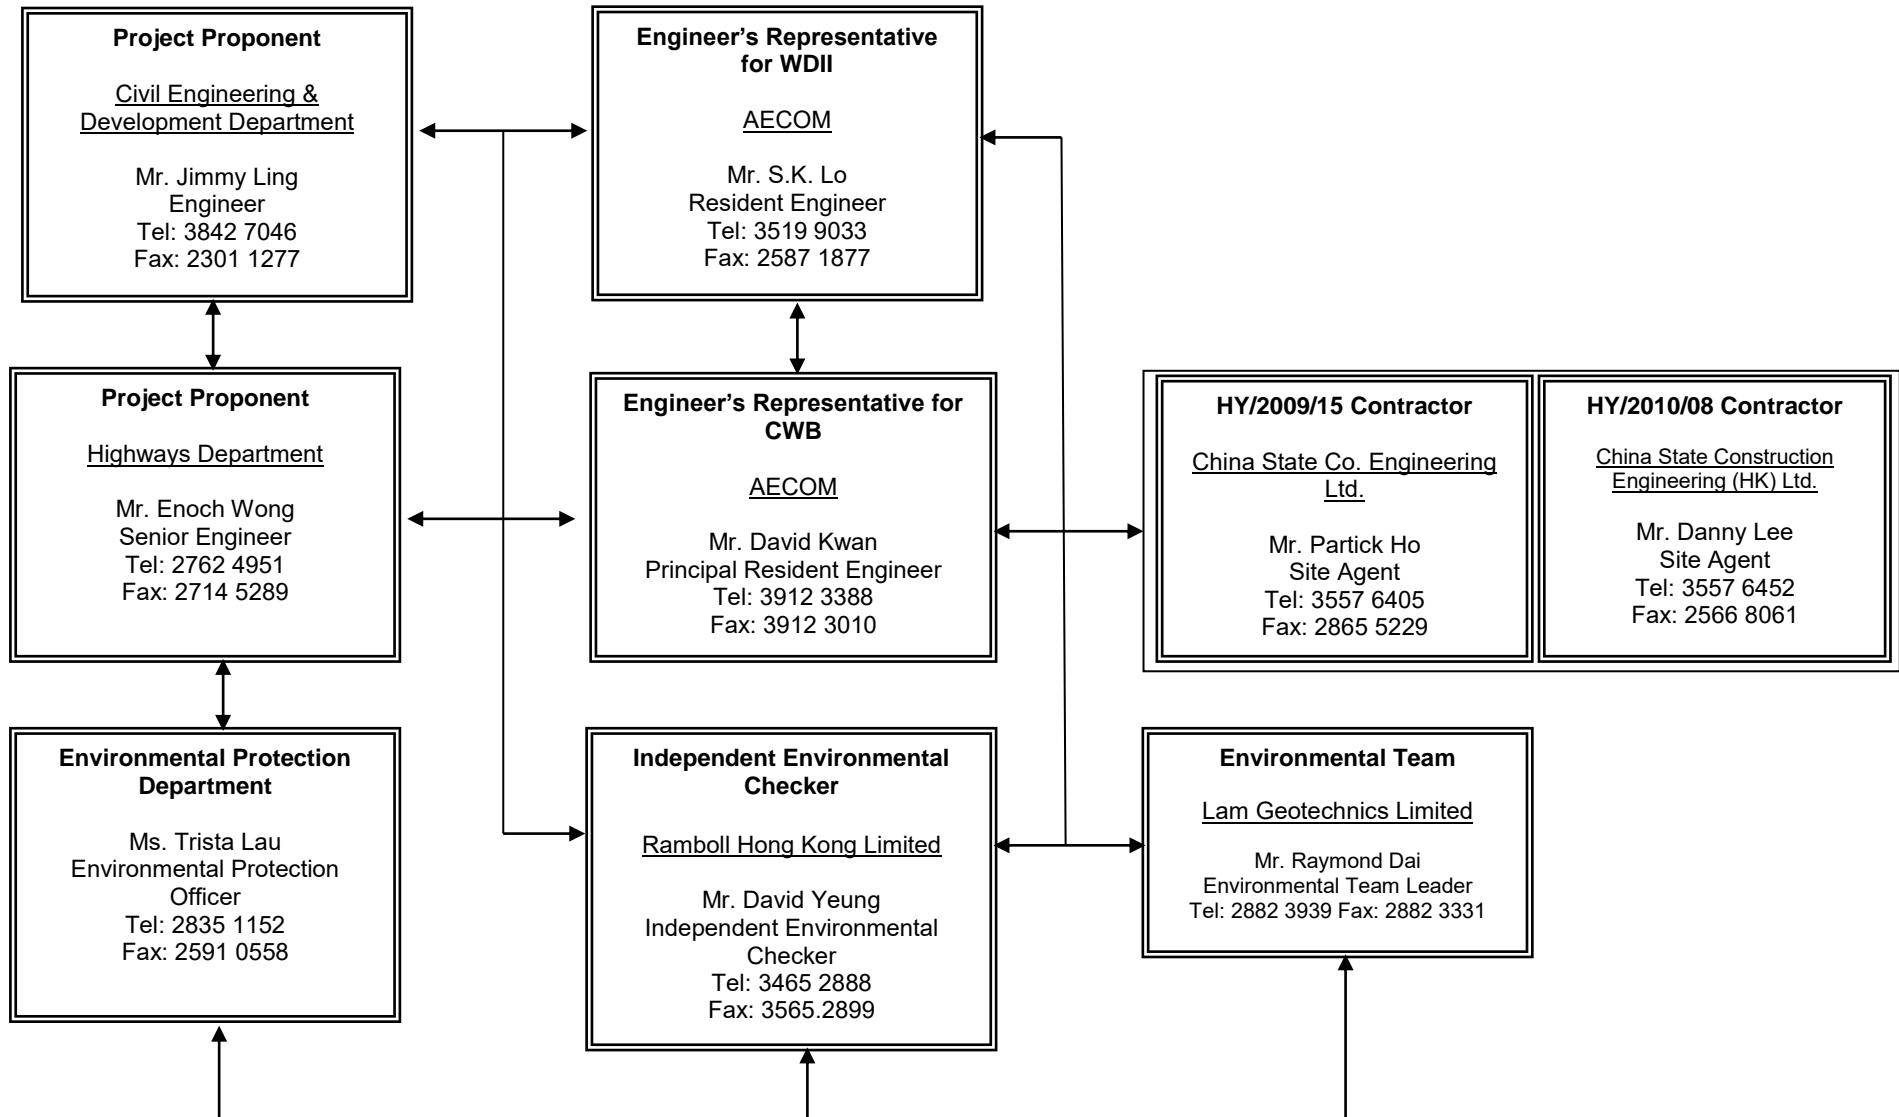 Project Proponent
Civil Engineering &
Development Department
Mr. Jimmy Ling
Engineer
Tel: 3842 7046
Fax: 2301 1277
Engineer’s Representative
for WDII
AECOM
Mr. S.K. Lo
Resident Engineer
Tel: 3519 9033
Fax: 2587 1877
Project Proponent
Highways Department
Mr. Enoch Wong
Senior Engineer
Tel: 2762 4951
Fax: 2714 5289
Engineer’s Representative for
CWB
AECOM
Mr. David Kwan
Principal Resident Engineer
Tel: 3912 3388
Fax: 3912 3010
HY/2009/15 Contractor
China State Co. Engineering
Ltd.
Mr. Partick Ho
Site Agent
Tel: 3557 6405
Fax: 2865 5229
HY/2010/08 Contractor
China State Construction
Engineering (HK) Ltd.
Mr. Danny Lee
Site Agent
Tel: 3557 6452
Fax: 2566 8061
Environmental Protection
Department
Ms. Trista Lau
Environmental Protection
Officer
Tel: 2835 1152
Fax: 2591 0558
Independent Environmental
Checker
Ramboll Hong Kong Limited
Mr. David Yeung
Independent Environmental
Checker
Tel: 3465 2888
Fax: 3565.2899
Environmental Team
Lam Geotechnics Limited
Mr. Raymond Dai
Environmental Team Leader
Tel: 2882 3939 Fax: 2882 3331